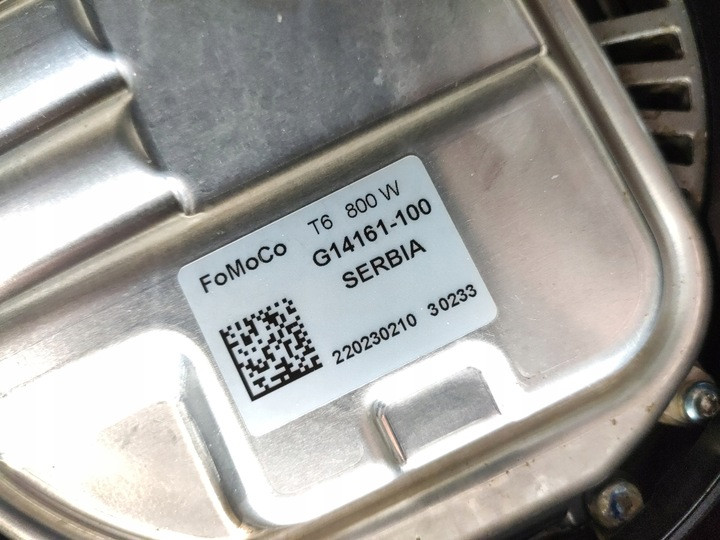 FoMoCo T6 800 W
G14161-100
SERBIA
220230210 30233